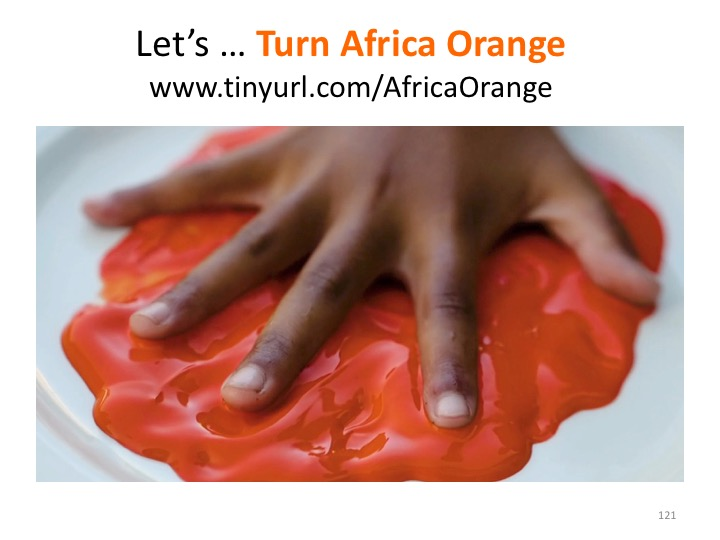 Let’s … Turn Africa Orange
www.tinyurl.com/AfricaOrange
121